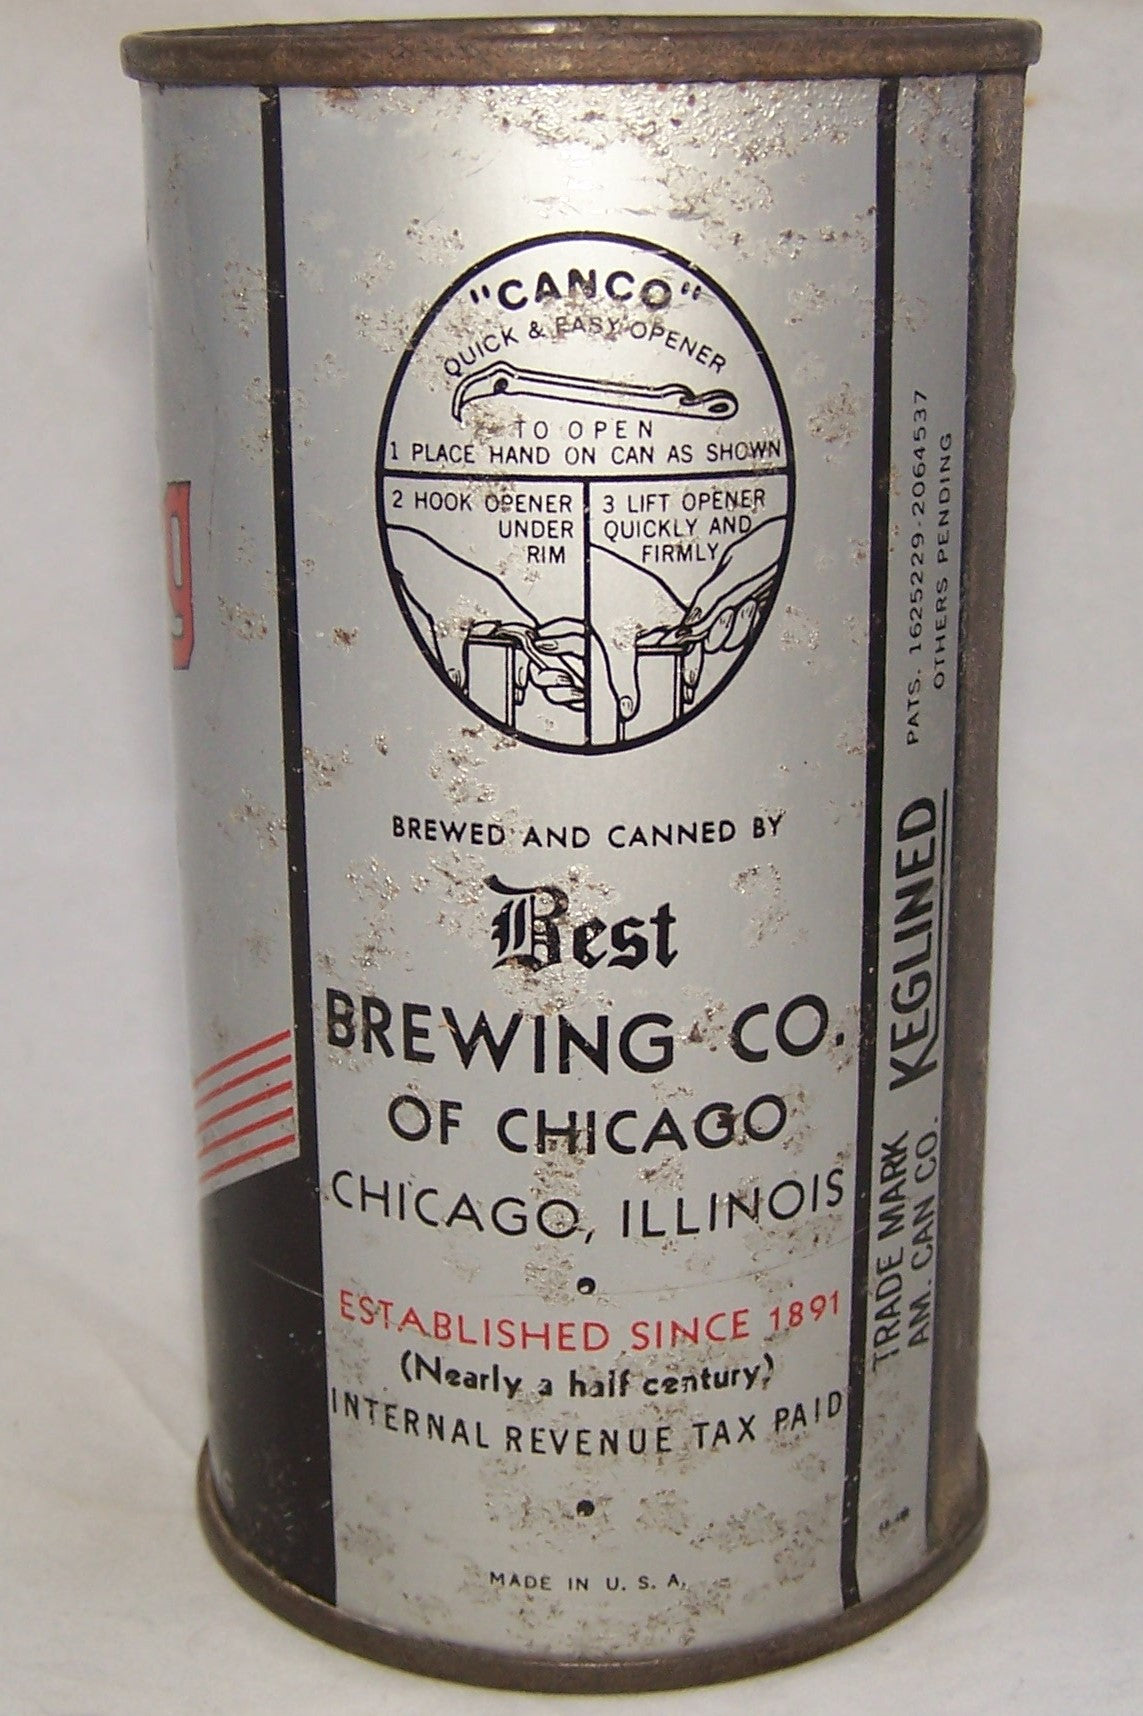 "CANCO"
QUICK & EASY OPENER
TO OPEN
1 PLACE HAND ON CAN AS SHOWN
2 HOOK OPENER
UNDER
RIM
3 LIFT OPENER
QUICKLY AND
FIRMLY
BREWED AND CANNED BY
Best
BREWING CO.
OF CHICAGO
CHICAGO, ILLINOIS
ESTABLISHED SINCE 1891
(Nearly a half century)
INTERNAL REVENUE TAX PAID
MADE IN U.S.A.
g
TRADE MARK KEGLINED PATS. 1625229-2064537
AM. CAN CO. OTHERS PENDING